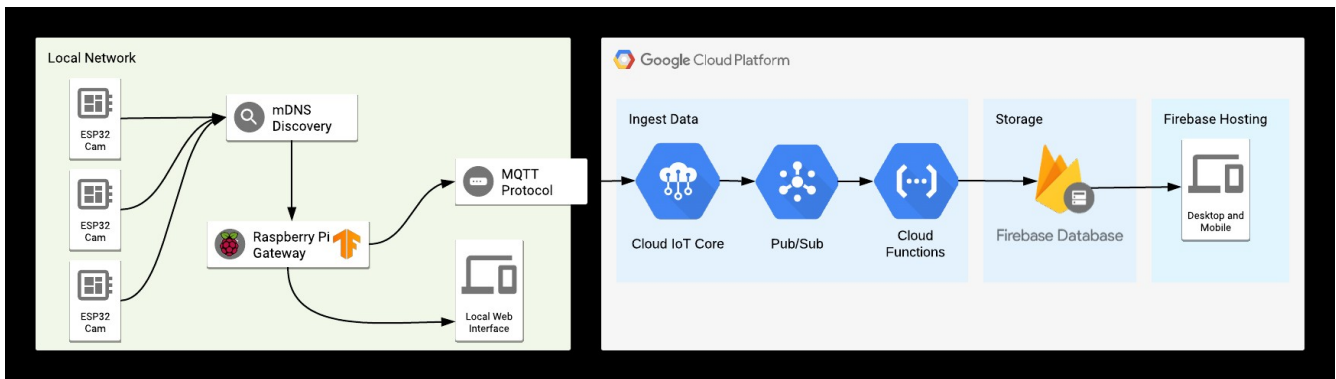 Local Network
ESP32
Cam
ESP32
Cam
ESP32
Cam
mDNS
Discovery
Raspberry Pi
Gateway
MQTT
Protocol
Local Web
Interface
Google Cloud Platform
Ingest Data
Cloud IoT Core
Pub/Sub
Cloud
Functions
Storage
Firebase Database
Firebase Hosting
Desktop and
Mobile